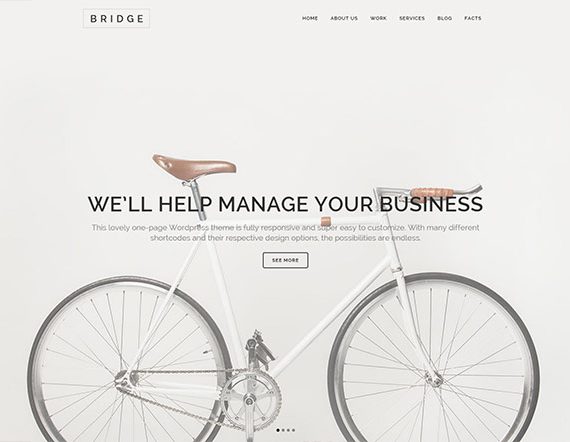 BRIDGE
HOME ABOUT US WORK SERVICES BLOG FACTS
WE'LL HELP MANAGE YOUR BUSINESS
This lovely one-page Wordpress theme is fully responsive and super easy to customize. With many different
shortcodes and their respective design options, the possibilities are endless.
SEE MORE